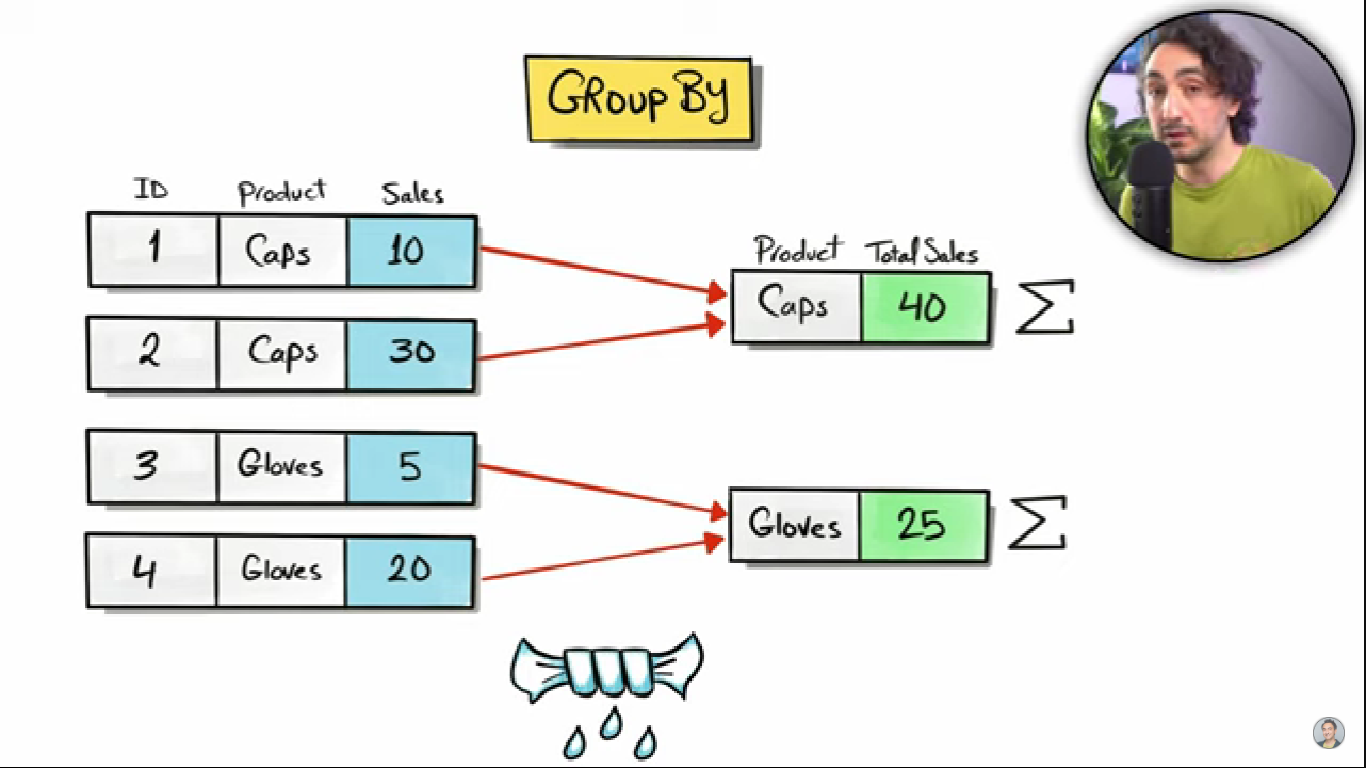 GROUP BY
ID Product Sales
1 Caps 10
2 Caps 30
3 Gloves 5
4 Gloves 20
Product Total Sales
Caps 40 Σ
Gloves 25 Σ